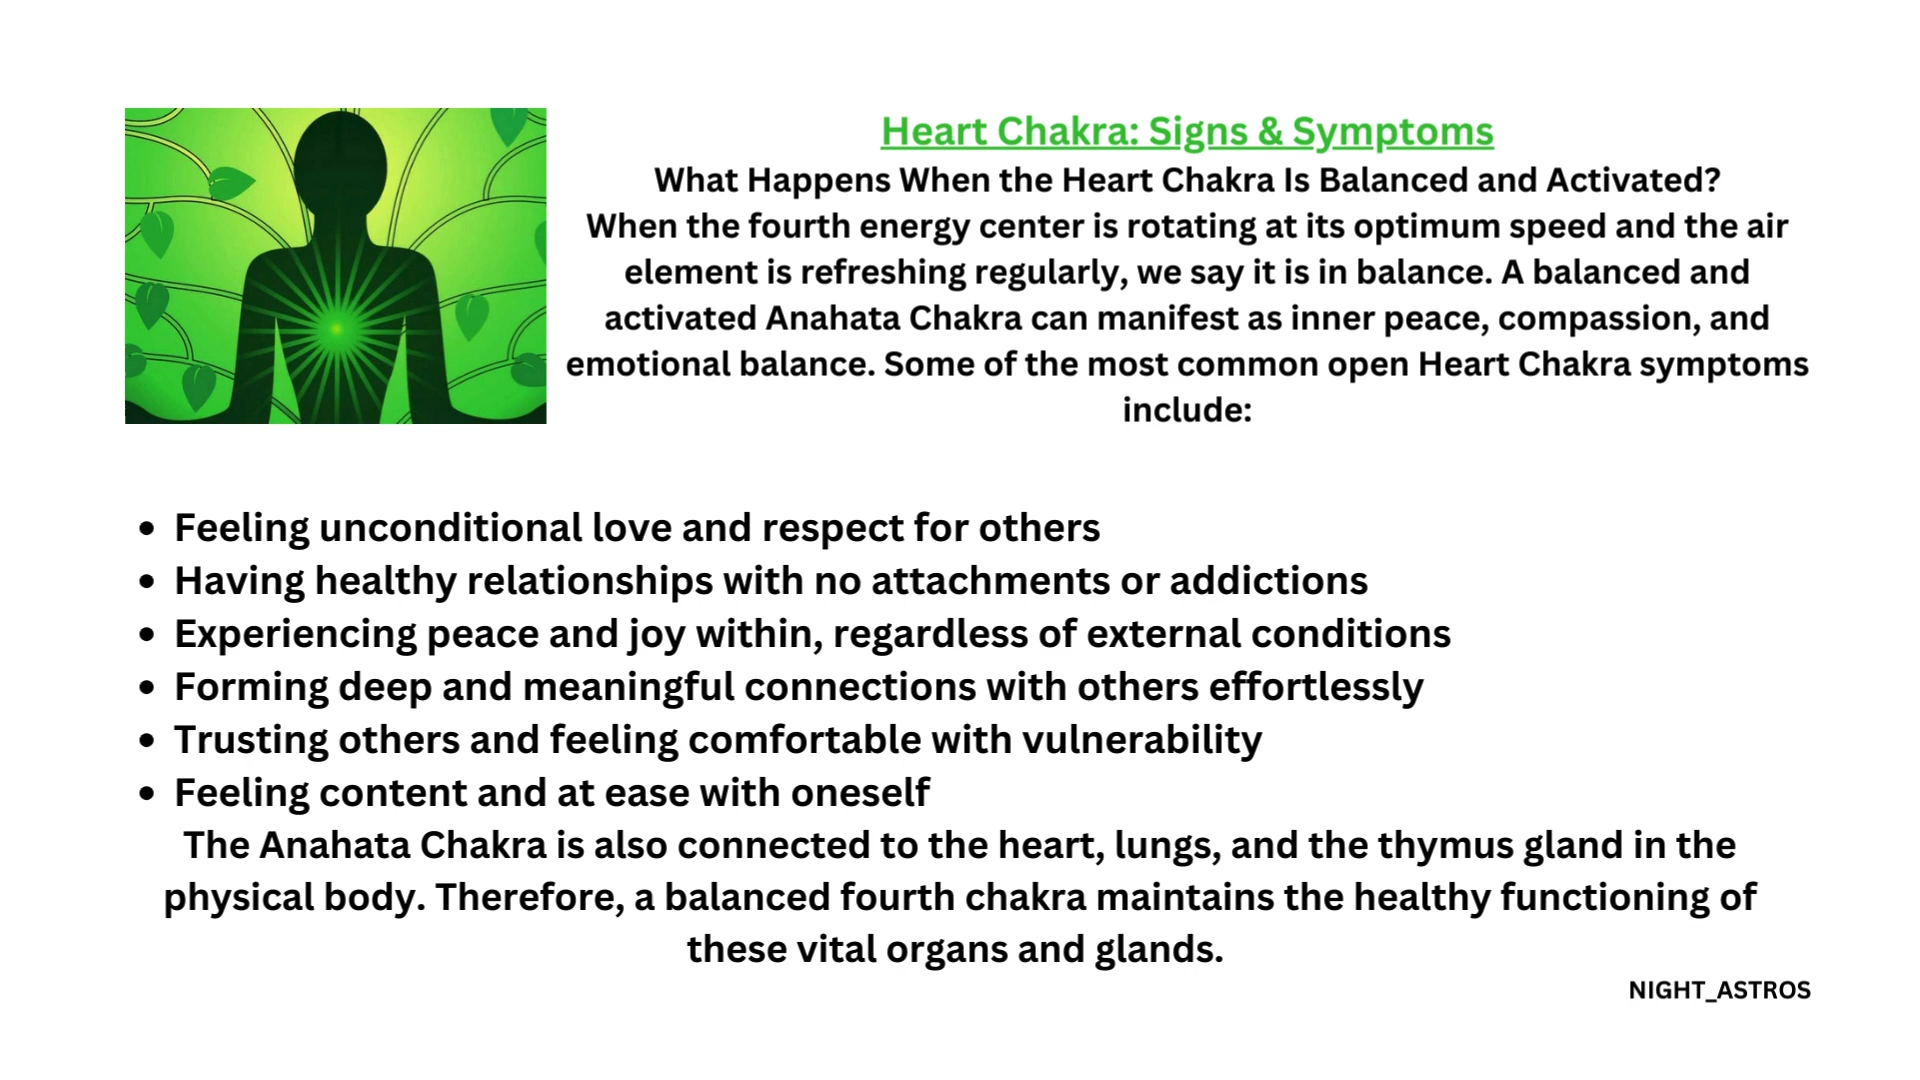 Heart Chakra: Signs & Symptoms
What Happens When the Heart Chakra Is Balanced and Activated?
When the fourth energy center is rotating at its optimum speed and the air
element is refreshing regularly, we say it is in balance. A balanced and
activated Anahata Chakra can manifest as inner peace, compassion, and
emotional balance. Some of the most common open Heart Chakra symptoms
include:
• Feeling unconditional love and respect for others
• Having healthy relationships with no attachments or addictions
• Experiencing peace and joy within, regardless of external conditions
• Forming deep and meaningful connections with others effortlessly
• Trusting others and feeling comfortable with vulnerability
• Feeling content and at ease with oneself
The Anahata Chakra is also connected to the heart, lungs, and the thymus gland in the
physical body. Therefore, a balanced fourth chakra maintains the healthy functioning of
these vital organs and glands.
NIGHT_ASTROS